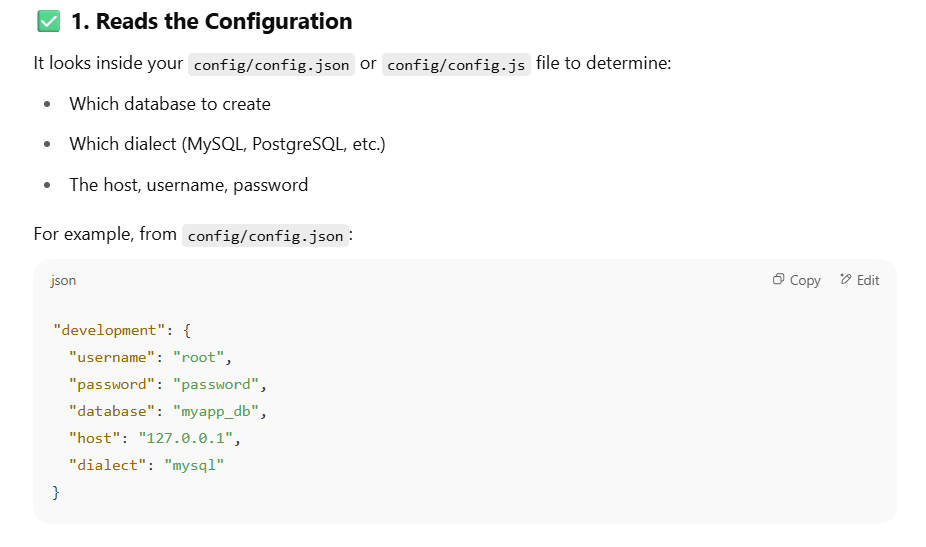 ✅ 1. Reads the Configuration
It looks inside your config/config.json or config/config.js file to determine:
• Which database to create
• Which dialect (MySQL, PostgreSQL, etc.)
• The host, username, password
For example, from config/config.json:
json Copy Edit
"development": {
  "username": "root",
  "password": "password",
  "database": "myapp_db",
  "host": "127.0.0.1",
  "dialect": "mysql"
}